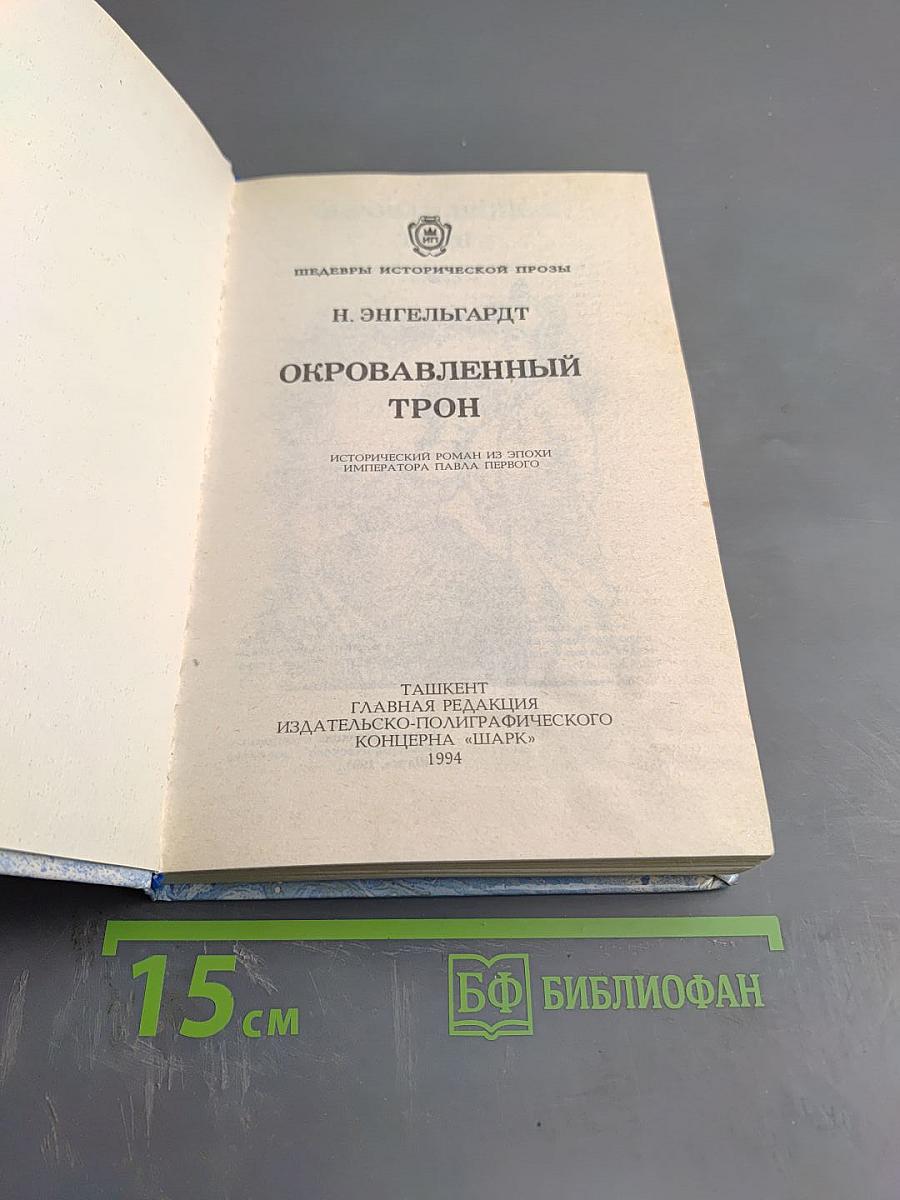 ИП
ШЕДЕВРЫ ИСТОРИЧЕСКОЙ ПРОЗЫ
Н. ЭНГЕЛЬГАРДТ
ОКРОВАВЛЕННЫЙ
ТРОН
ИСТОРИЧЕСКИЙ РОМАН ИЗ ЭПОХИ
ИМПЕРАТОРА ПАВЛА ПЕРВОГО
ТАШКЕНТ
ГЛАВНАЯ РЕДАКЦИЯ
ИЗДАТЕЛЬСКО-ПОЛИГРАФИЧЕСКОГО
КОНЦЕРНА «ШАРК»
1994
15 см
БФ БИБЛИОФАН